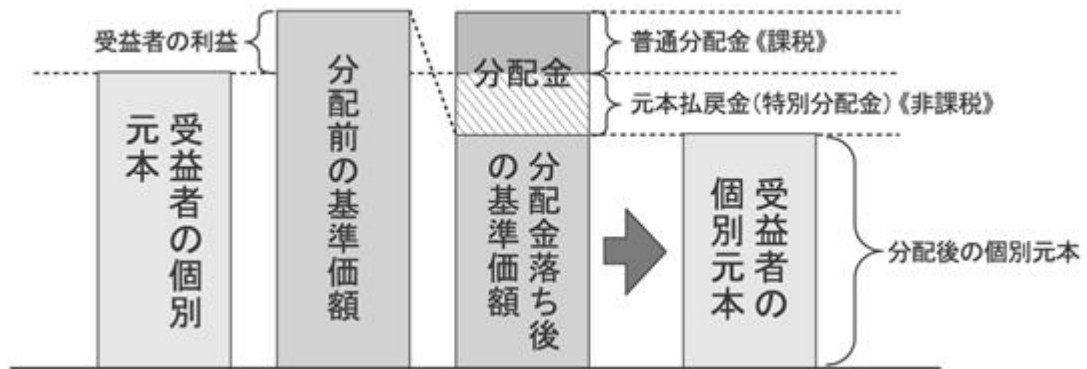 受益者の利益
受益者の個別
元本
分配前の基準価額
分配金
分配金落ち後
の基準価額
普通分配金《課税》
元本払戻金(特別分配金)《非課税》
受益者の
個別元本
分配後の個別元本